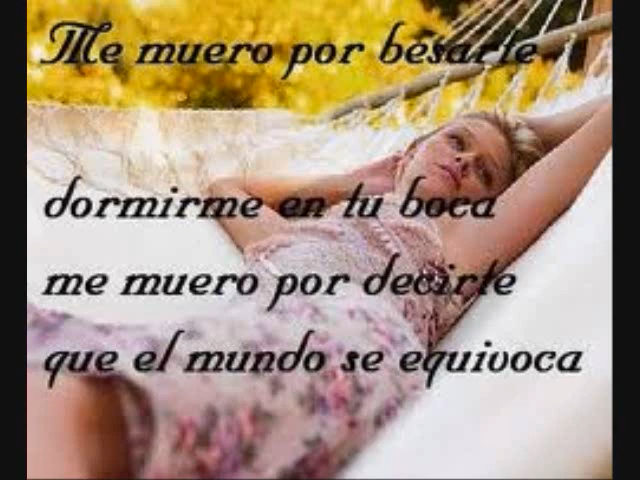 Me muero por besarte
dormirme en tu boca
me muero por decirte
que el mundo se equivoca